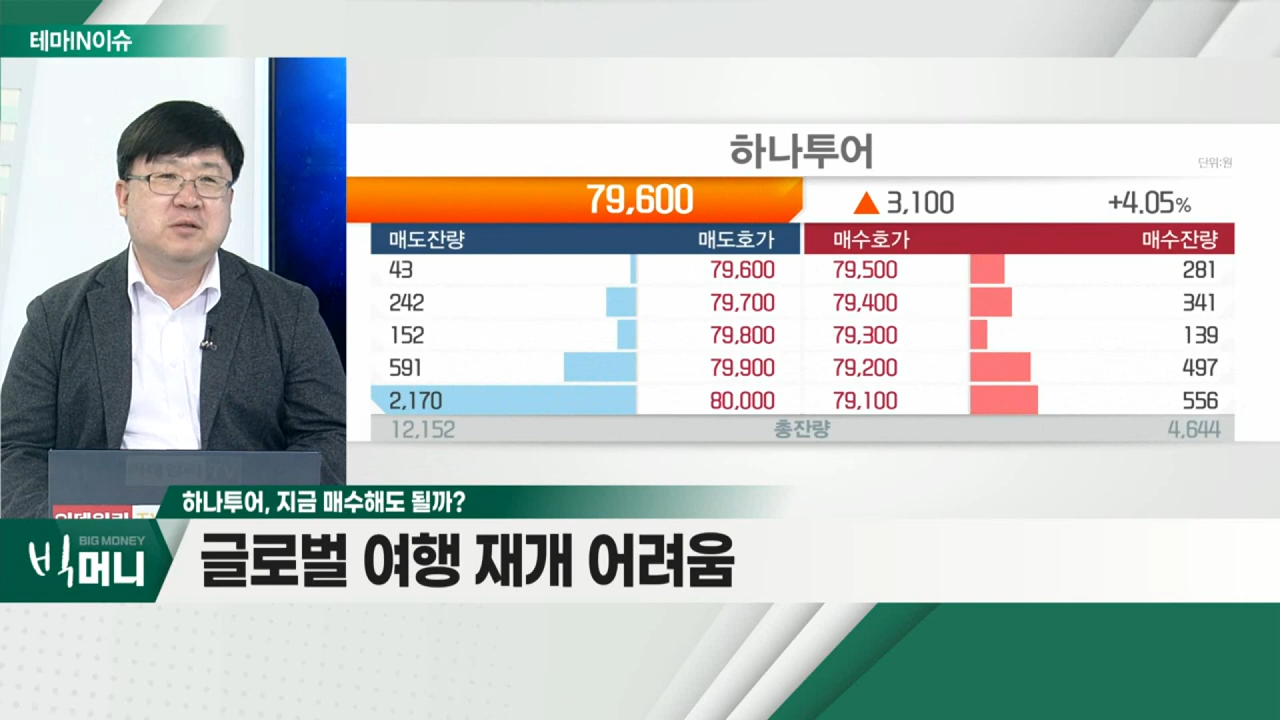 테마IN이슈
하나투어
단위:원
79,600 ▲ 3,100 +4.05%
매도잔량 매도호가 매수호가 매수잔량
43 79,600 79,500 281
242 79,700 79,400 341
152 79,800 79,300 139
591 79,900 79,200 497
2,170 80,000 79,100 556
12,152 총잔량 4,644
하나투어, 지금 매수해도 될까?
BIG MONEY
빅머니
글로벌 여행 재개 어려움